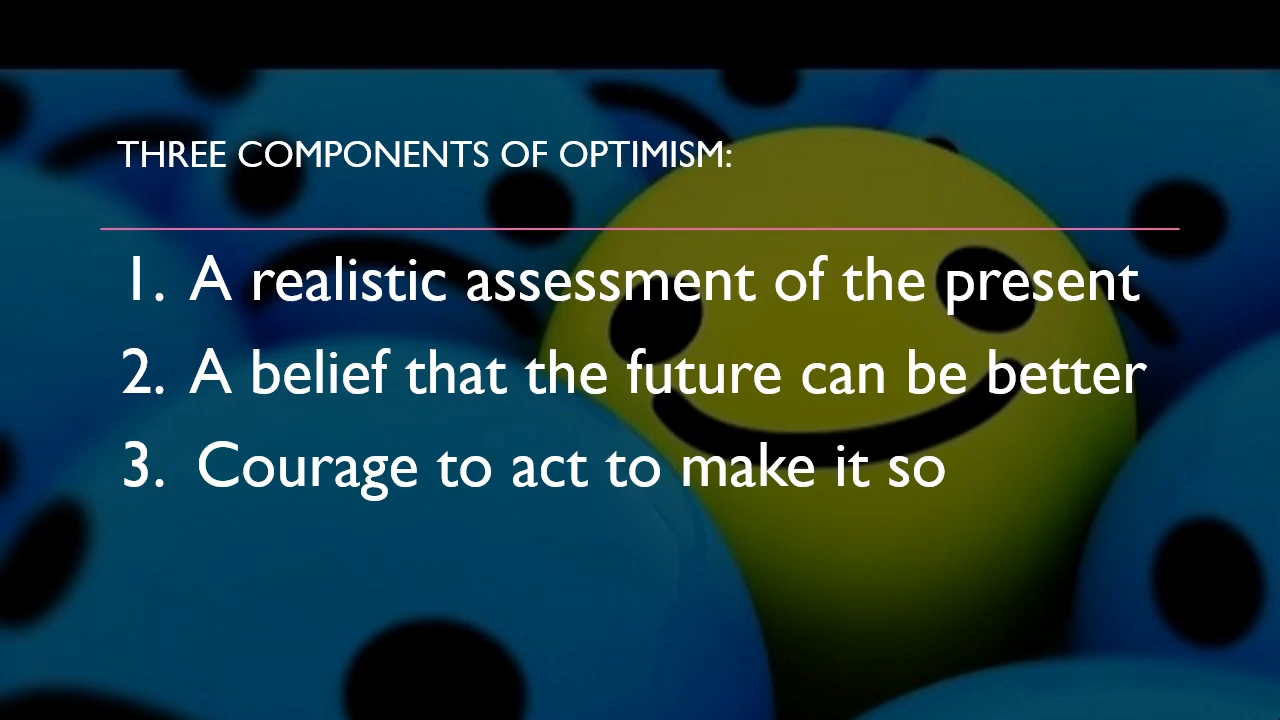 THREE COMPONENTS OF OPTIMISM:
1. A realistic assessment of the present
2. A belief that the future can be better
3. Courage to act to make it so